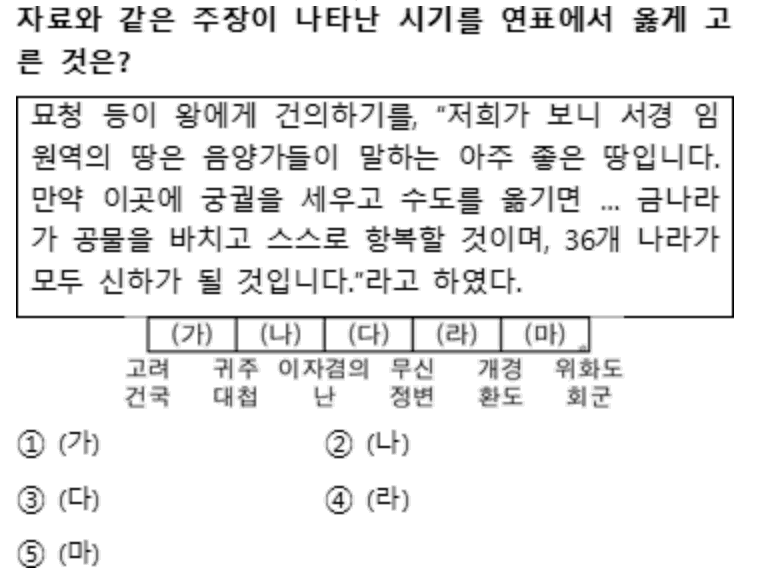 자료와 같은 주장이 나타난 시기를 연표에서 옳게 고
른 것은?
묘청 등이 왕에게 건의하기를, "저희가 보니 서경 임
원역의 땅은 음양가들이 말하는 아주 좋은 땅입니다.
만약 이곳에 궁궐을 세우고 수도를 옮기면 ... 금나라
가 공물을 바치고 스스로 항복할 것이며, 36개 나라가
모두 신하가 될 것입니다."라고 하였다.
(가) (나) (다) (라) (마)
고려 귀주 이자겸의 무신 개경 위화도
건국 대첩 난 정변 환도 회군
① (가) ② (나)
③ (다) ④ (라)
⑤ (마)